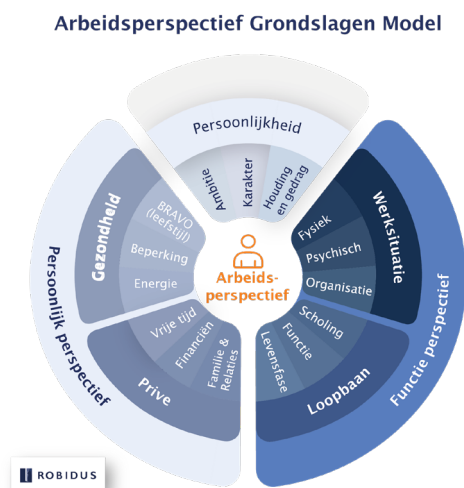 Arbeidsperspectief Grondslagen Model
Persoonlijkheid
Ambitie
Karakter
Houding
en gedrag
Werksituatie
Fysiek
Psychisch
Organisatie
Functie perspectief
Loopbaan
Scholing
Functie
Levensfase
Prive
Familie &
Relaties
Financiën
Vrije tijd
Persoonlijk perspectief
Gezondheid
Energie
Beperking
BRAVO
(leefstijl)
Arbeids-
perspectief
ROBIDUS